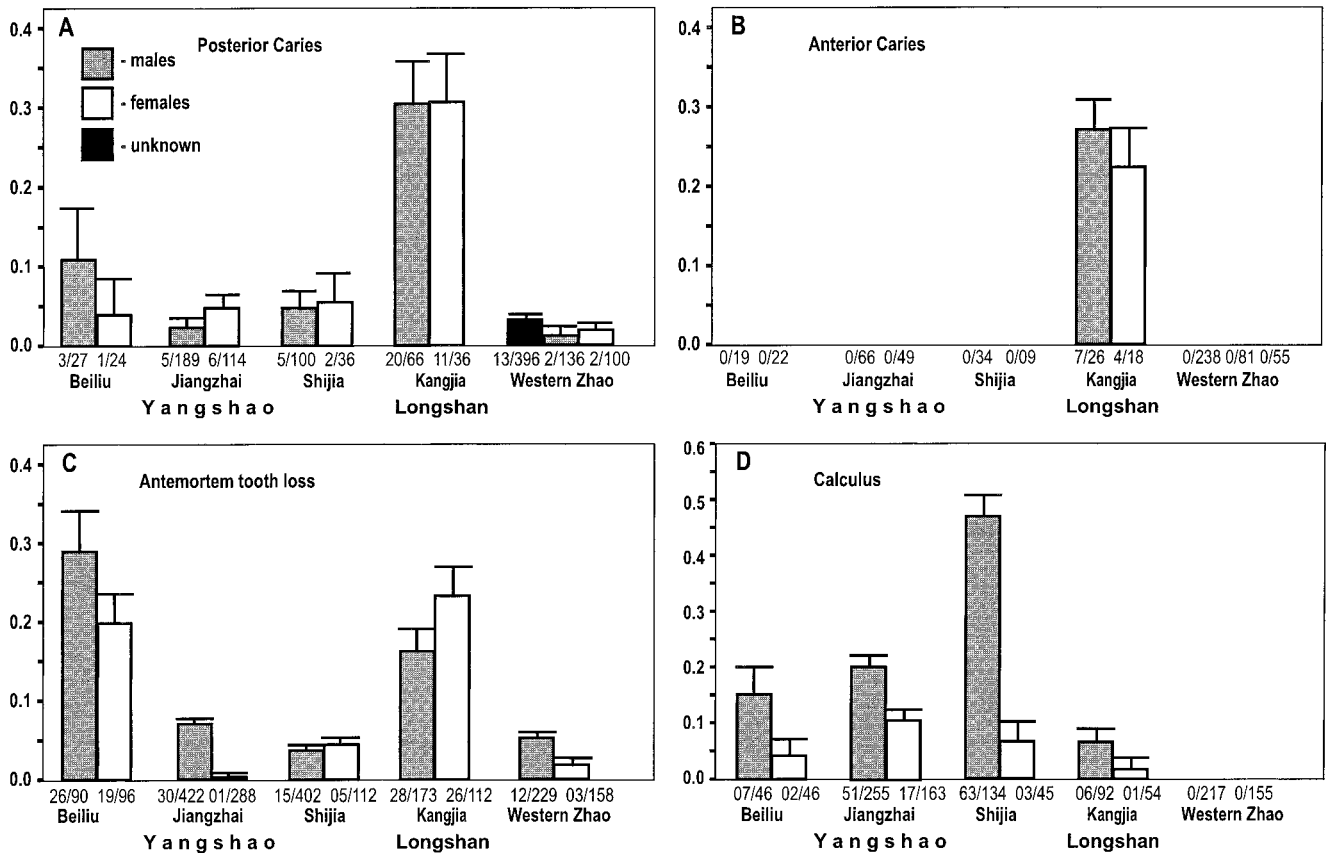 A
Posterior Caries
- males
- females
- unknown
0.4
0.3
0.2
0.1
0.0
3/27 1/24 5/189 6/114 5/100 2/36 20/66 11/36 13/396 2/136 2/100
Beiliu Jiangzhai Shijia Kangjia Western Zhao
Yangshao Longshan
B
Anterior Caries
0.4
0.3
0.2
0.1
0.0
0/19 0/22 0/66 0/49 0/34 0/09 7/26 4/18 0/238 0/81 0/55
Beiliu Jiangzhai Shijia Kangjia Western Zhao
Yangshao Longshan
C
Antemortem tooth loss
0.4
0.3
0.2
0.1
0.0
26/90 19/96 30/422 01/288 15/402 05/112 28/173 26/112 12/229 03/158
Beiliu Jiangzhai Shijia Kangjia Western Zhao
Yangshao Longshan
D
Calculus
0.6
0.5
0.4
0.3
0.2
0.1
0.0
07/46 02/46 51/255 17/163 63/134 03/45 06/92 01/54 0/217 0/155
Beiliu Jiangzhai Shijia Kangjia Western Zhao
Yangshao Longshan